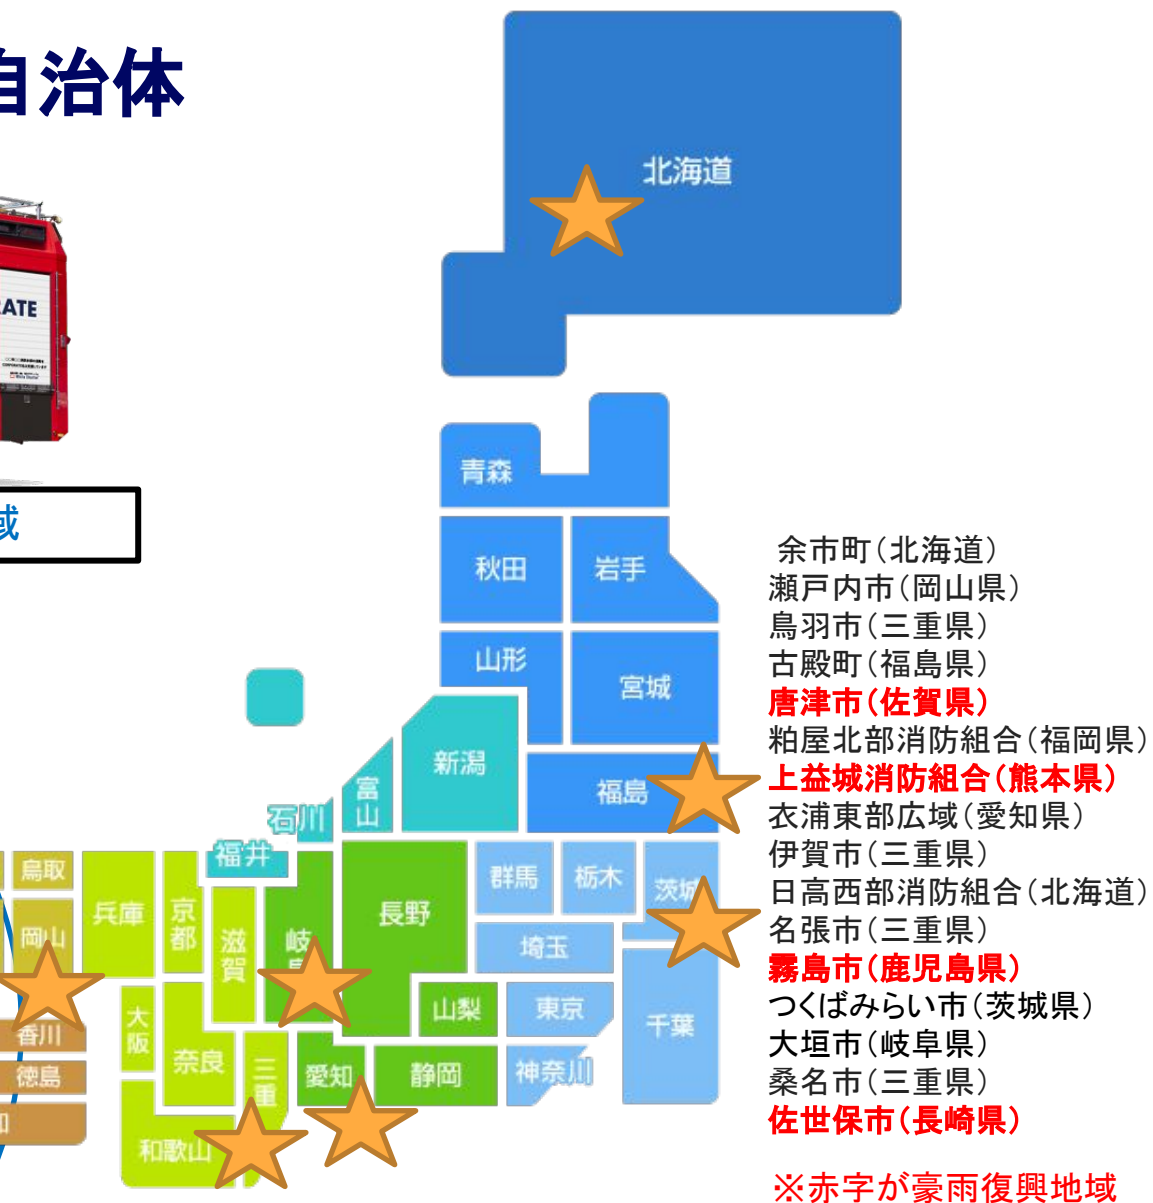 自治体
RATE
域
北海道
青森
秋田
岩手
山形
宮城
新潟
福島
富山
石川
福井
鳥取
兵庫
京都
滋賀
岐
長野
群馬
栃木
茨城
岡山
埼玉
山梨
東京
千葉
大阪
奈良
三重
愛知
静岡
神奈川
香川
徳島
和歌山
余市町（北海道）
瀬戸内市（岡山県）
鳥羽市（三重県）
古殿町（福島県）
唐津市（佐賀県）
粕屋北部消防組合（福岡県）
上益城消防組合（熊本県）
衣浦東部広域（愛知県）
伊賀市（三重県）
日高西部消防組合（北海道）
名張市（三重県）
霧島市（鹿児島県）
つくばみらい市（茨城県）
大垣市（岐阜県）
桑名市（三重県）
佐世保市（長崎県）
※赤字が豪雨復興地域